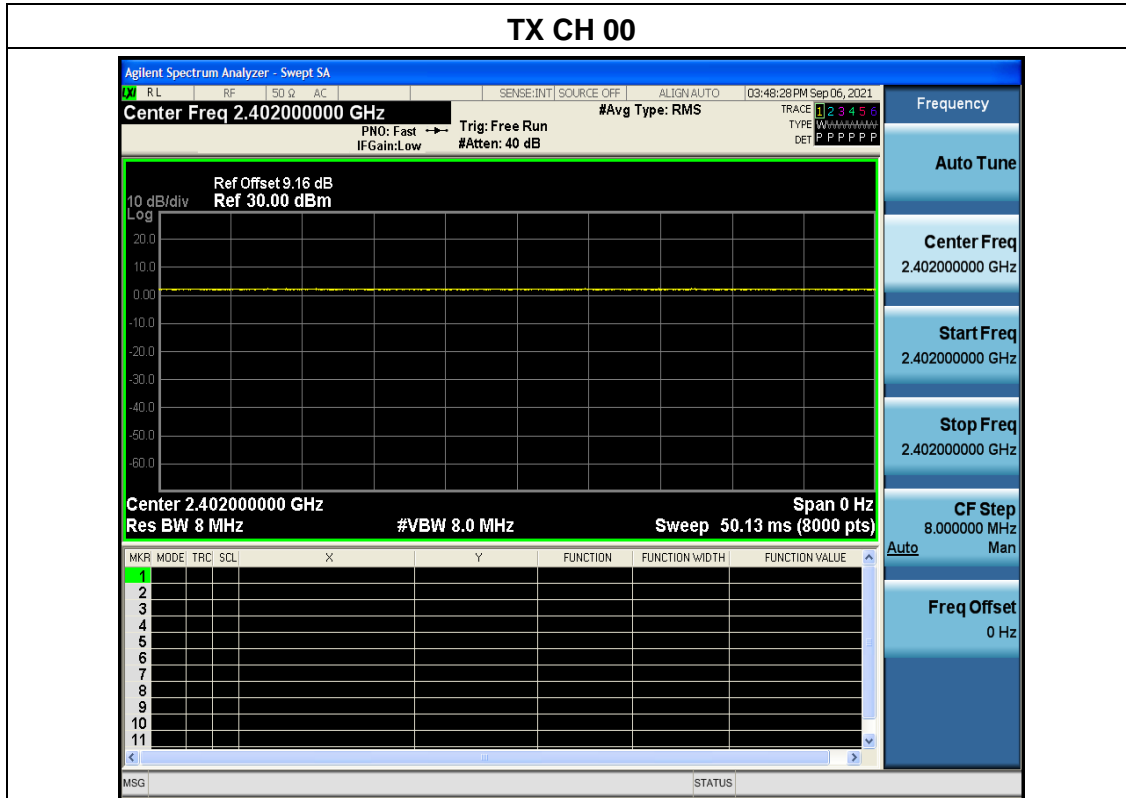 TX CH 00
Agilent Spectrum Analyzer - Swept SA
LXI RL RF 50 Ω AC SENSE:INT SOURCE OFF ALIGN AUTO 03:48:28 PM Sep 06, 2021
Center Freq 2.402000000 GHz
PNO: Fast
IFGain:Low
Trig: Free Run
#Atten: 40 dB
#Avg Type: RMS
TRACE 1 2 3 4 5 6
TYPE
DET P P P P P P
Frequency
Auto Tune
Center Freq
2.402000000 GHz
Start Freq
2.402000000 GHz
Stop Freq
2.402000000 GHz
CF Step
8.000000 MHz
Auto Man
Freq Offset
0 Hz
Ref Offset 9.16 dB
10 dB/div Ref 30.00 dBm
Log
20.0
10.0
0.00
-10.0
-20.0
-30.0
-40.0
-50.0
-60.0
Center 2.402000000 GHz Span 0 Hz
Res BW 8 MHz #VBW 8.0 MHz Sweep 50.13 ms (8000 pts)
MKR MODE TRC SCL X Y FUNCTION FUNCTION WIDTH FUNCTION VALUE
1
2
3
4
5
6
7
8
9
10
11
MSG STATUS